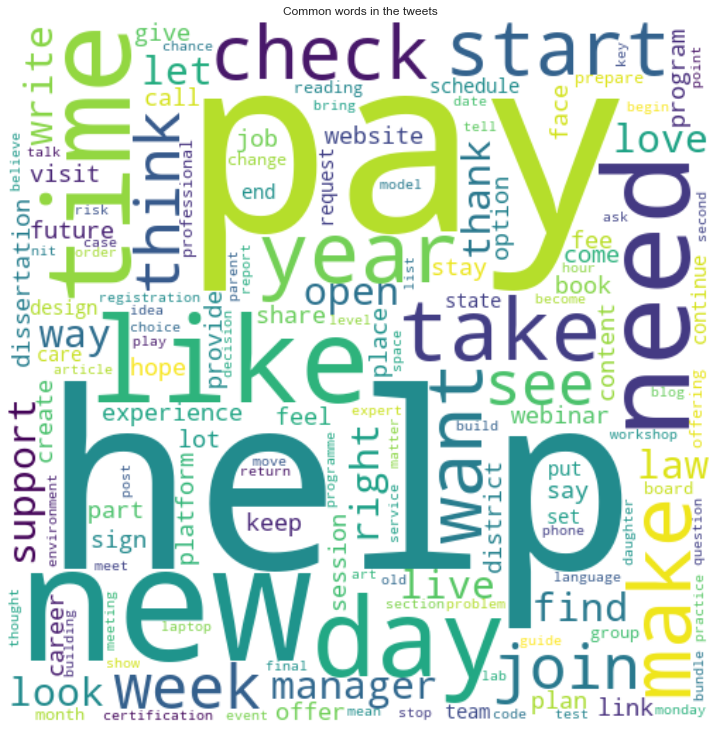 Common words in the tweets
give
chance
check
start
key
point
write
time
let
call
think
reading
bring
pay
schedule
date
tell
prepare
begin
face
program
love
believe
talk
visit
professional
job
change
end
website
request
model
thank
option
need
ask
second
future
risk
case
nit
order
year
open
stay
fee
come
book
hour
become
continue
dissertation
design
registration
idea
choice
play
parent
report
decision
list
state
way
care
article
hope
provide
share
level
place
space
take
content
like
see
want
blog
offering
create
experience
lot
feel
expert
build
webinar
workshop
law
support
environment
post
part
platform
sign
meet
help
move
return
keep
programme
right
matter
service
put
say
set
phone
district
board
daughter
question
make
new
session
art
old
live
section
problem
language
find
practice
thought
career
building
meeting
laptop
day
group
guide
join
look
show
week
final
manager
lab
plan
bundle
month
certification
event
offer
mean
stop
team
code
test
link
monday